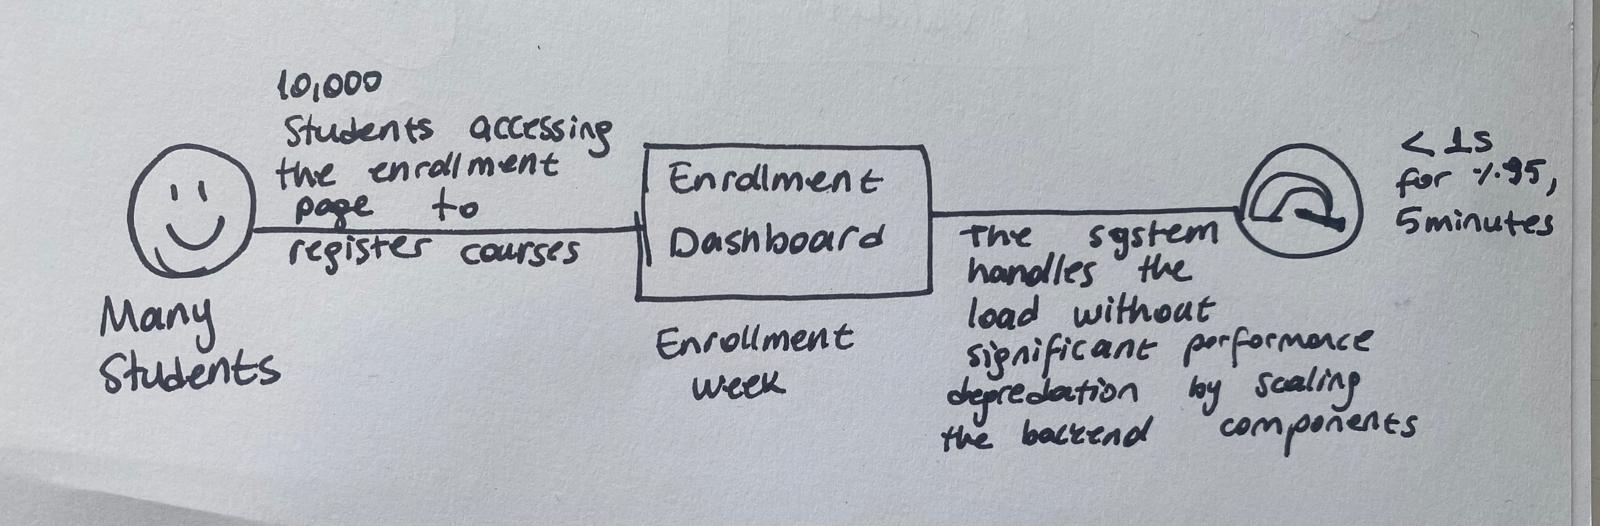 10,000
Students accessing
the enrollment
page to
register courses
Many
Students
Enrollment
Dashboard
Enrollment
week
The system
handles the
load without
significant performance
depredation by scaling
the backend components
< 1s
for %95,
5minutes